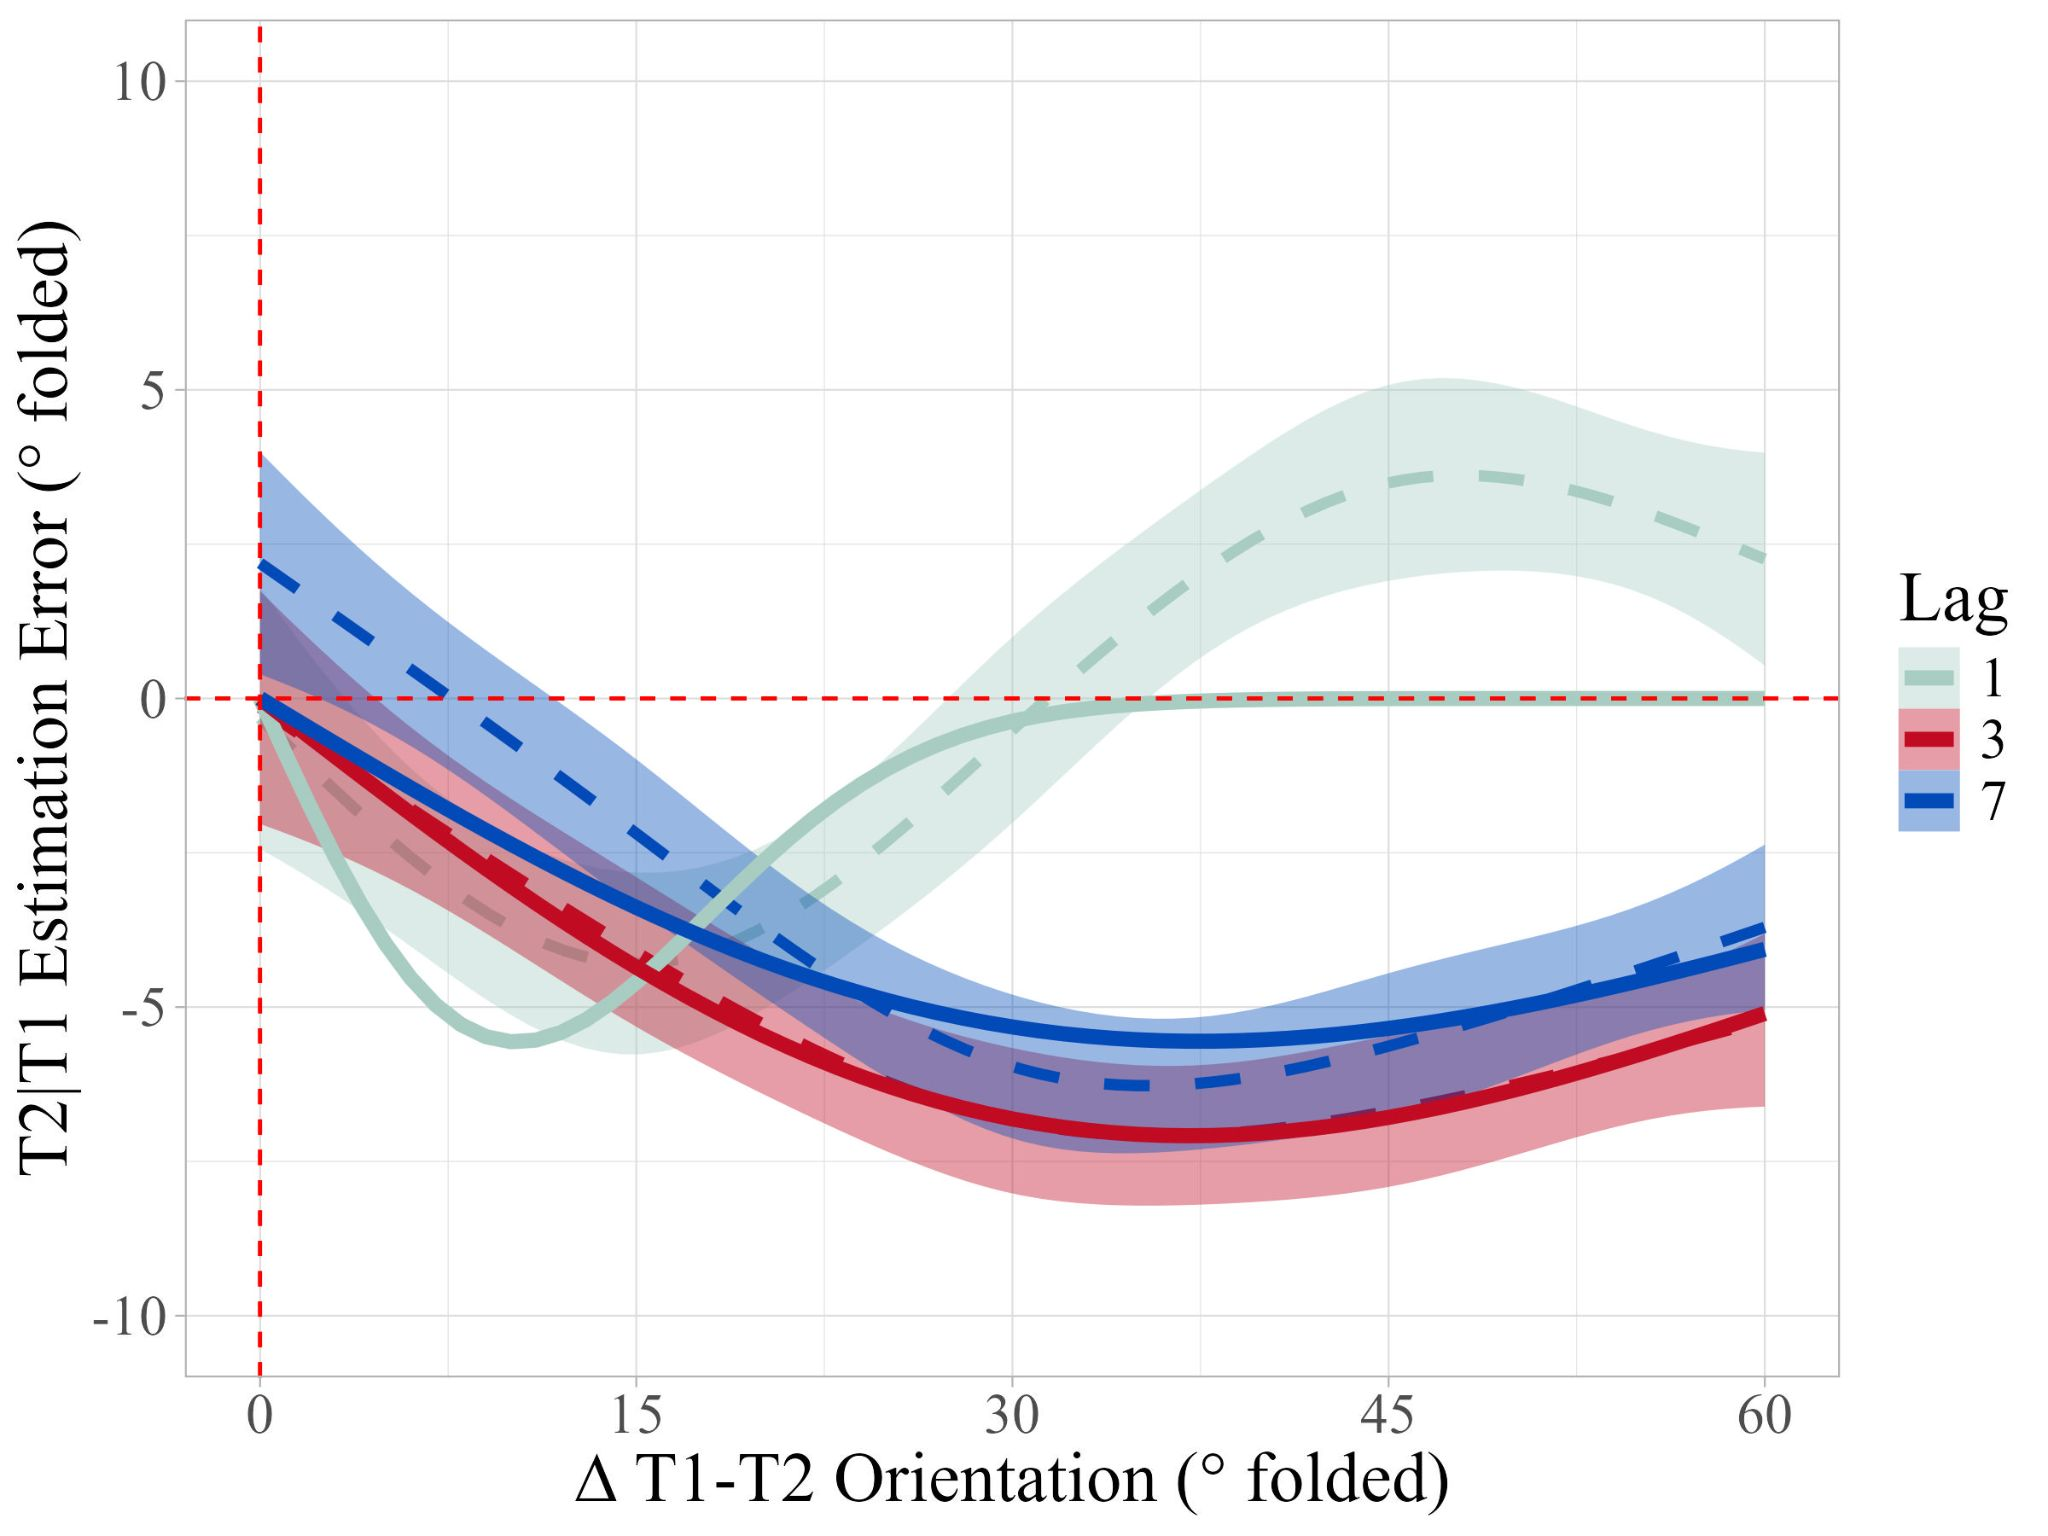 T2|T1 Estimation Error (° folded)
10
5
0
-5
-10
0 15 30 45 60
Δ T1-T2 Orientation (° folded)
Lag
1
3
7